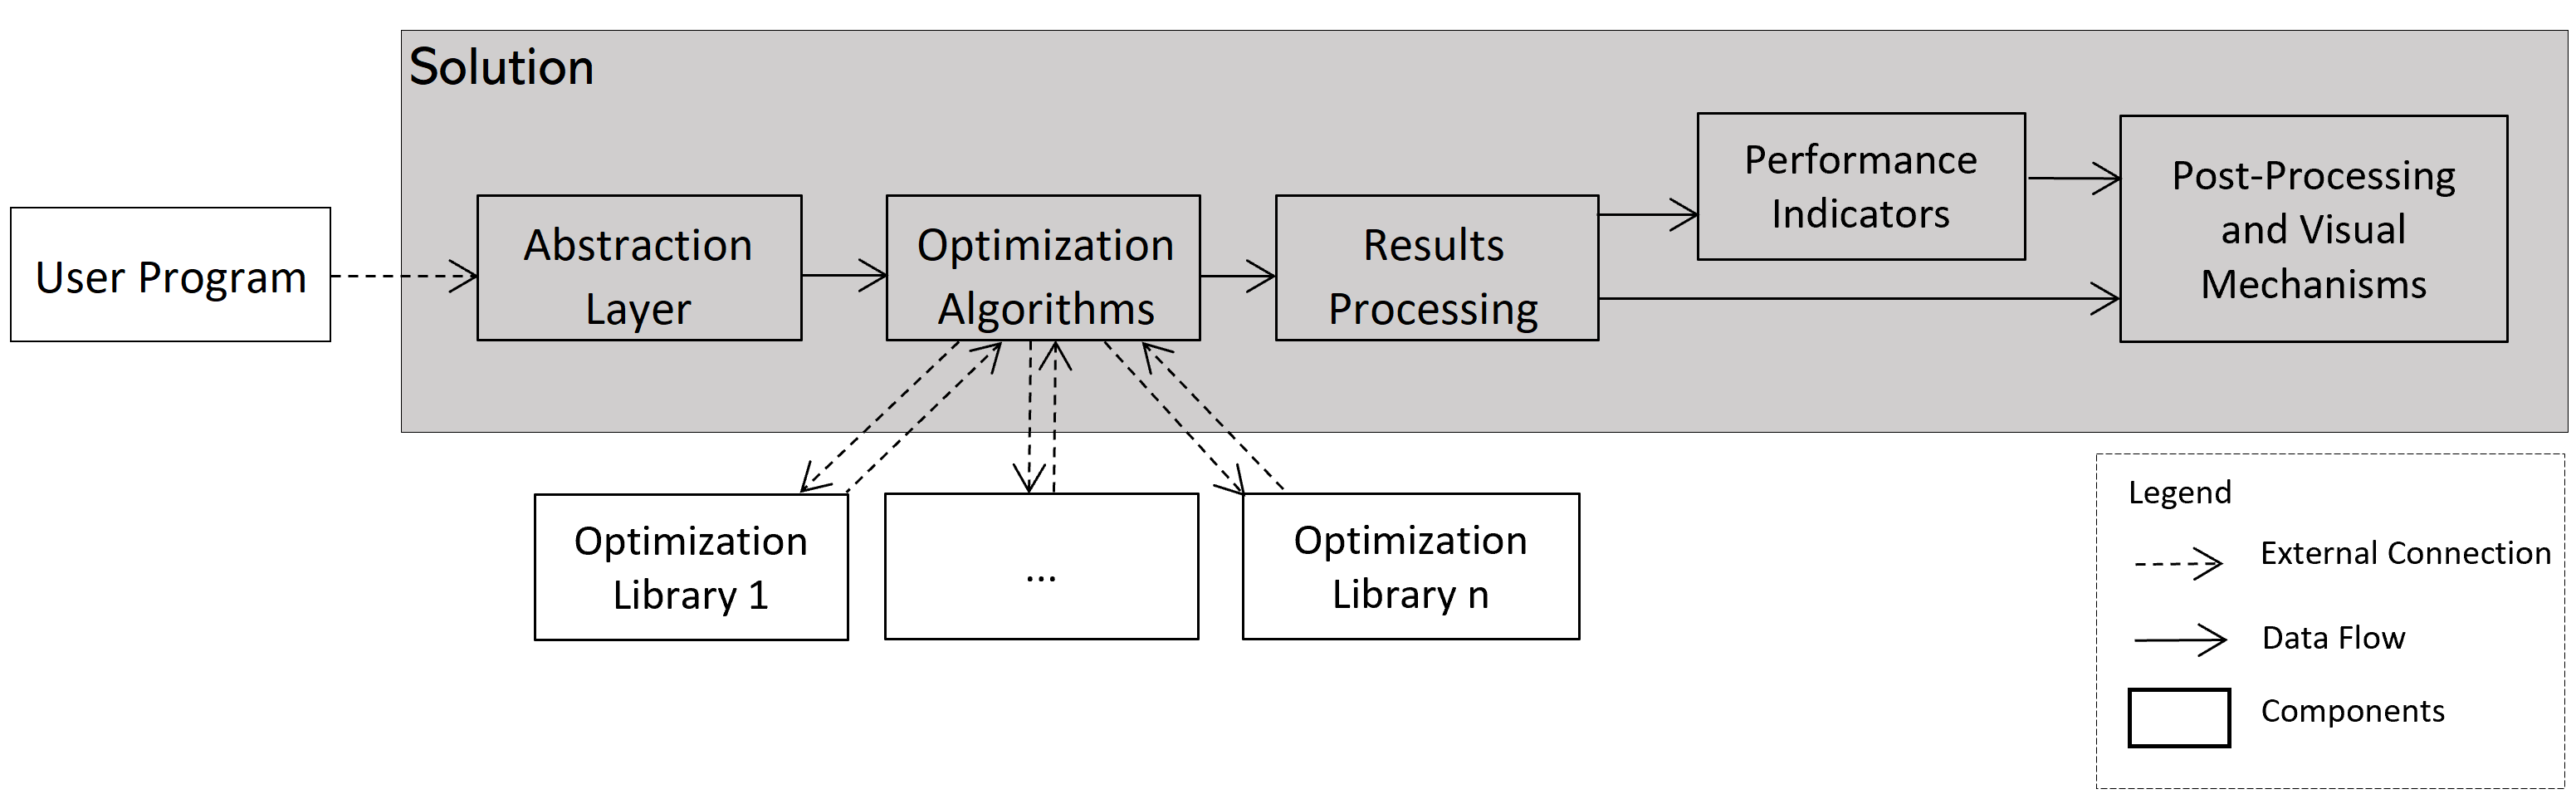 Solution
User Program
Abstraction
Layer
Optimization
Algorithms
Results
Processing
Performance
Indicators
Post-Processing
and Visual
Mechanisms
Optimization
Library 1
...
Optimization
Library n
Legend
External Connection
Data Flow
Components